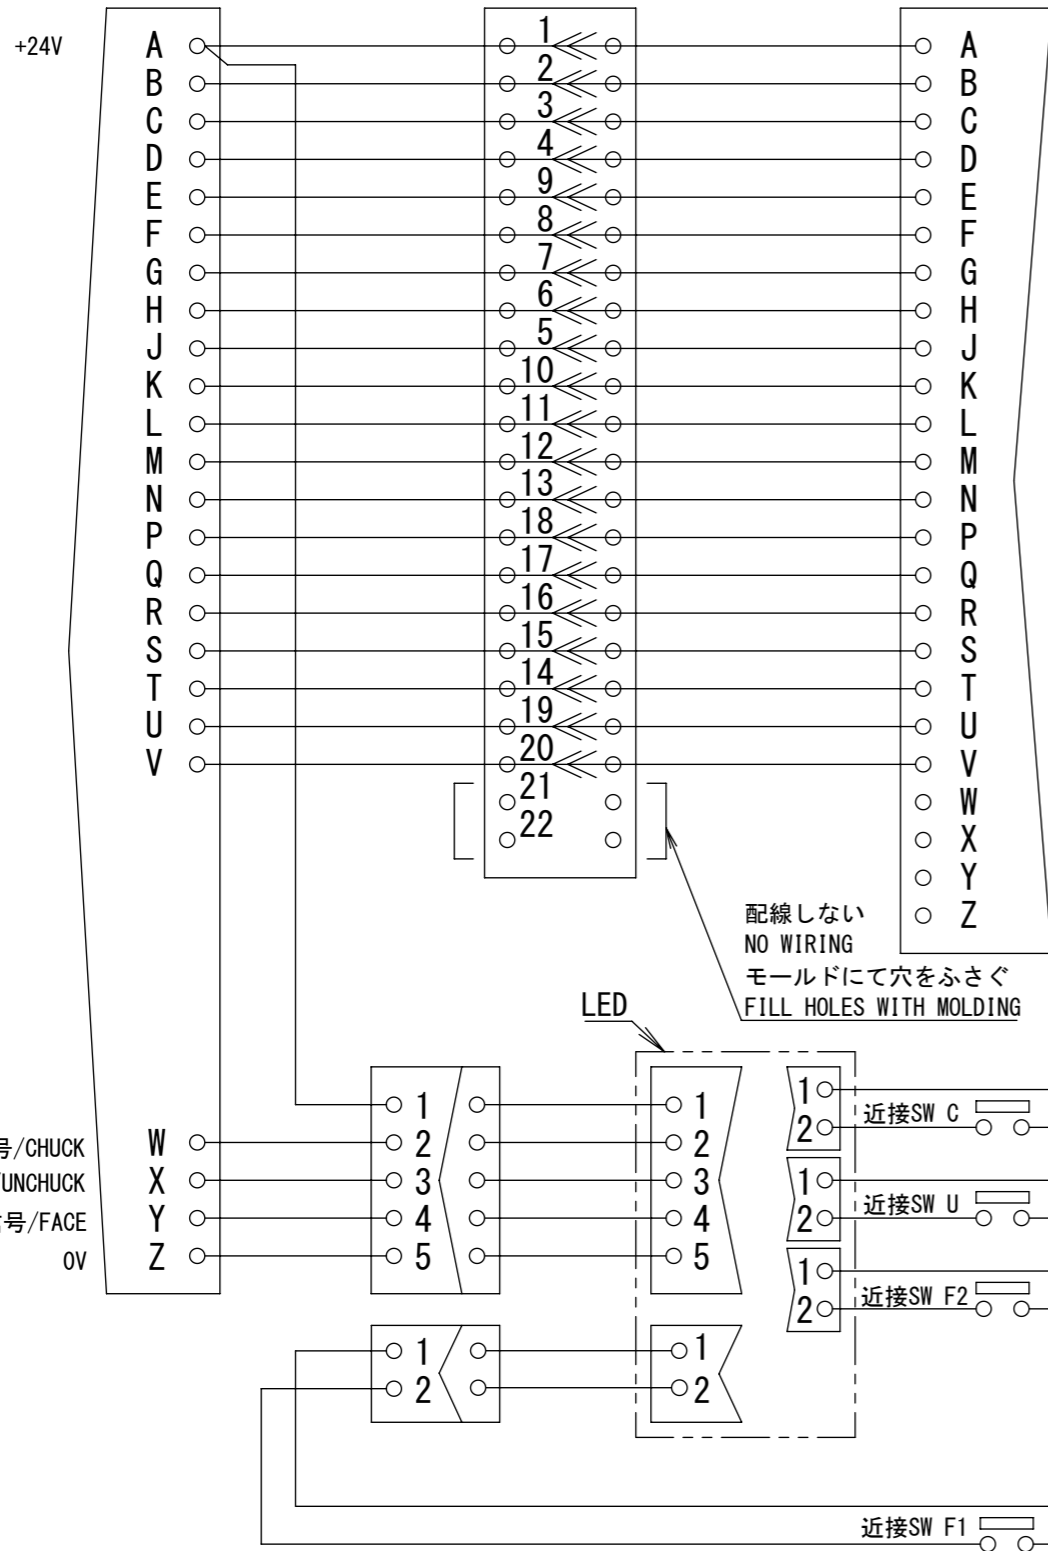 +24V
A 1 A
B 2 B
C 3 C
D 4 D
E 9 E
F 8 F
G 7 G
H 6 H
J 5 J
K 10 K
L 11 L
M 12 M
N 13 N
P 18 P
Q 17 Q
R 16 R
S 15 S
T 14 T
U 19 U
V 20 V
21 W
22 X
Y
Z
配線しない
NO WIRING
モールドにて穴をふさぐ
FILL HOLES WITH MOLDING
LED
1 1 1
近接SW C
号/CHUCK W 2 2 2
/UNCHUCK X 3 3 1
近接SW U
号/FACE Y 4 4 2
0V Z 5 5 1
近接SW F2
2
1 1
2 2
近接SW F1